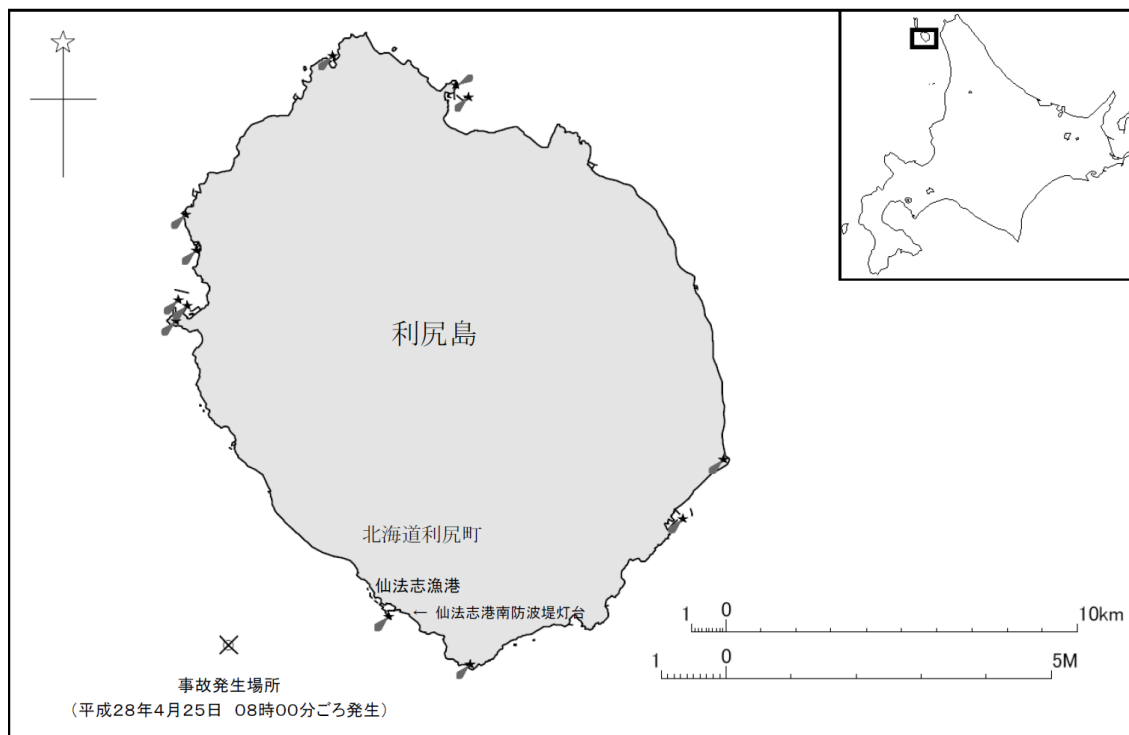 利尻島
北海道利尻町
仙法志漁港
← 仙法志港南防波堤灯台
事故発生場所
（平成28年4月25日　08時00分ごろ発生）
1 0 10km
1 0 5M